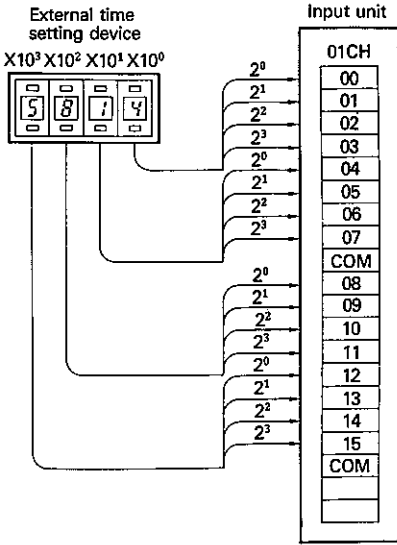 External time
setting device
X10³ X10² X10¹ X10⁰
5 8 1 4
Input unit
01CH
2⁰ 00
2¹ 01
2² 02
2³ 03
2⁰ 04
2¹ 05
2² 06
2³ 07
COM
2⁰ 08
2¹ 09
2² 10
2³ 11
2⁰ 12
2¹ 13
2² 14
2³ 15
COM